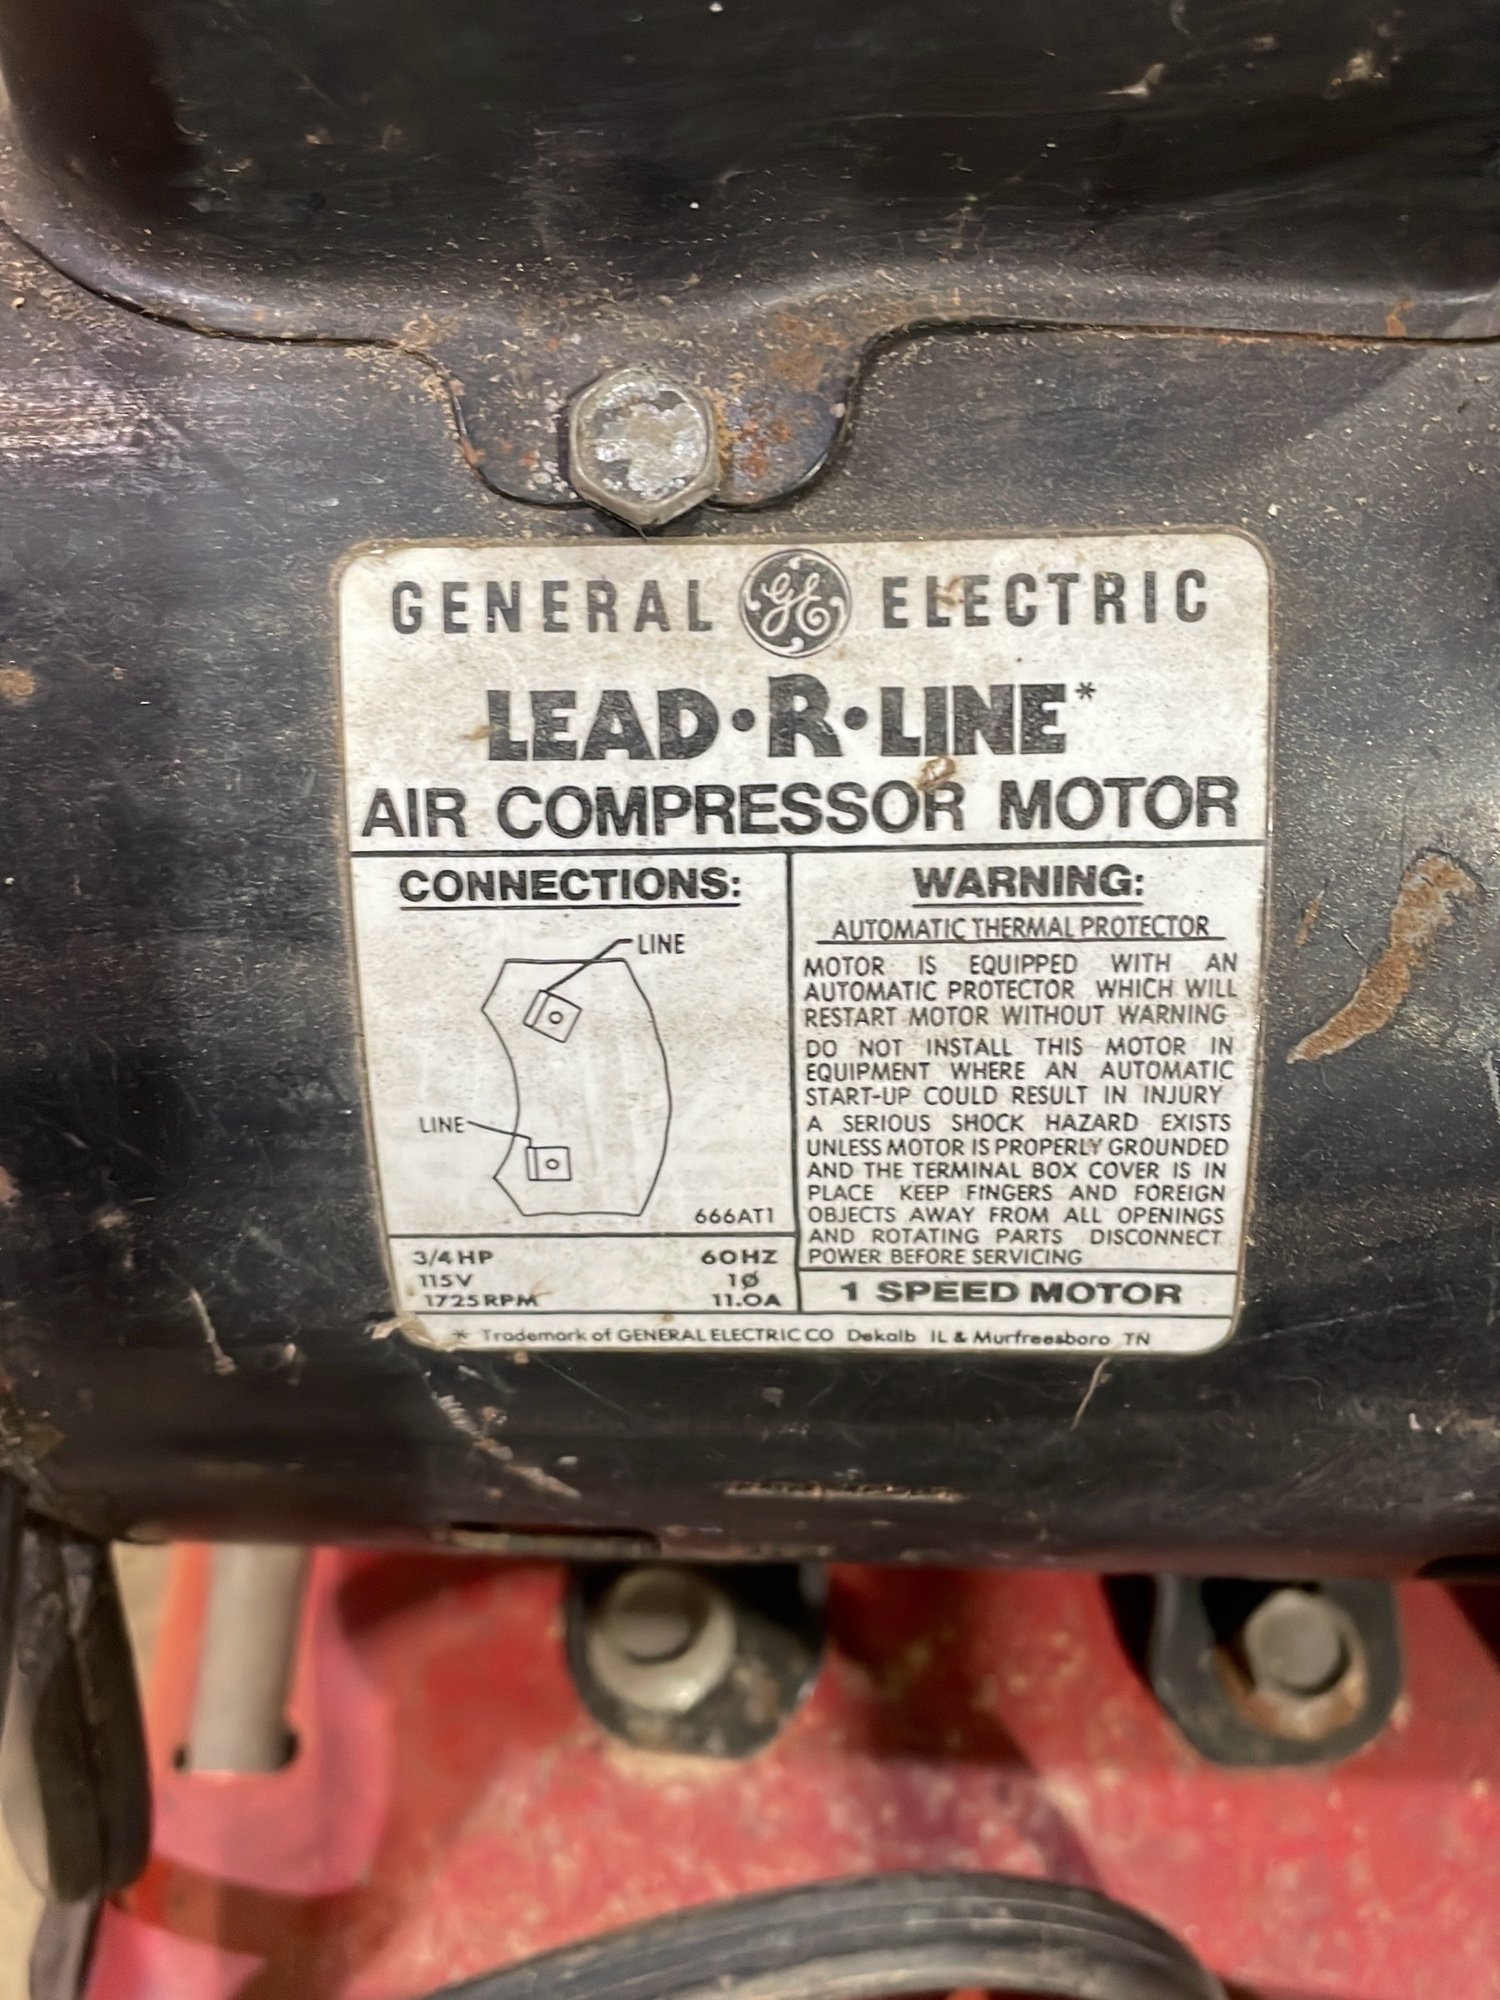 GENERAL GE ELECTRIC
LEAD•R•LINE*
AIR COMPRESSOR MOTOR
CONNECTIONS:
LINE
LINE
666AT1
3/4 HP 60HZ
115V 1Ø
1725RPM 11.0A
WARNING:
AUTOMATIC THERMAL PROTECTOR
MOTOR IS EQUIPPED WITH AN
AUTOMATIC PROTECTOR WHICH WILL
RESTART MOTOR WITHOUT WARNING
DO NOT INSTALL THIS MOTOR IN
EQUIPMENT WHERE AN AUTOMATIC
START-UP COULD RESULT IN INJURY
A SERIOUS SHOCK HAZARD EXISTS
UNLESS MOTOR IS PROPERLY GROUNDED
AND THE TERMINAL BOX COVER IS IN
PLACE KEEP FINGERS AND FOREIGN
OBJECTS AWAY FROM ALL OPENINGS
AND ROTATING PARTS DISCONNECT
POWER BEFORE SERVICING
1 SPEED MOTOR
* Trademark of GENERAL ELECTRIC CO Dekalb IL & Murfreesboro TN